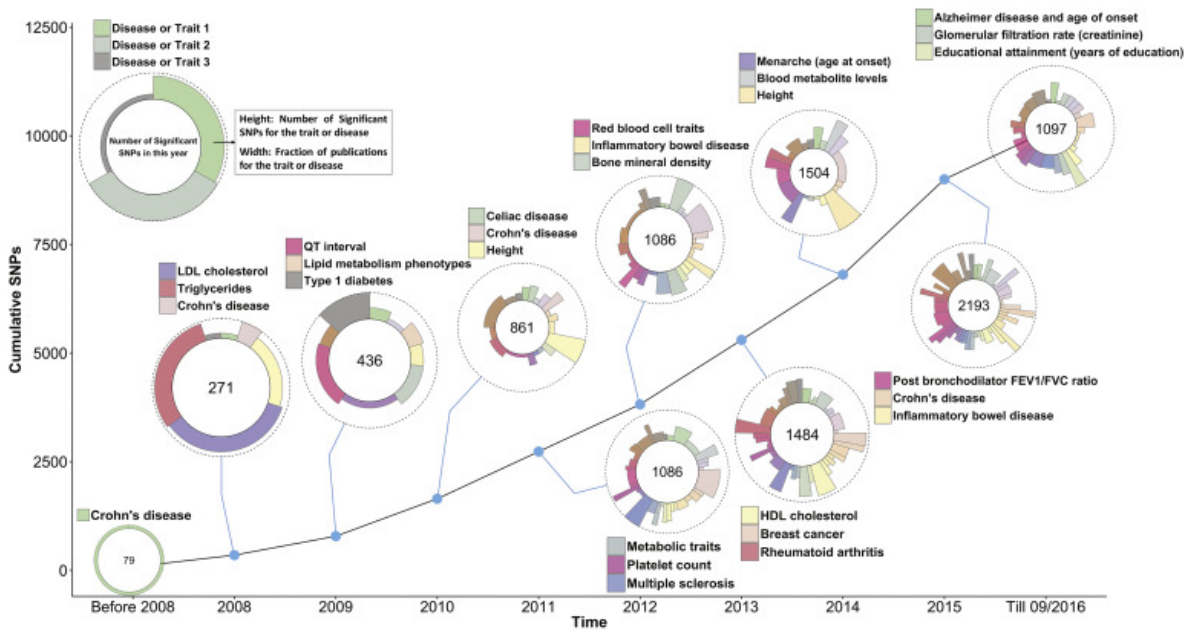 12500
10000
7500
5000
2500
0
Cumulative SNPs
Disease or Trait 1
Disease or Trait 2
Disease or Trait 3
Number of Significant
SNPs in this year
Height: Number of Significant
SNPs for the trait or disease
Width: Fraction of publications
for the trait or disease
Crohn's disease
79
LDL cholesterol
Triglycerides
Crohn's disease
271
QT interval
Lipid metabolism phenotypes
Type 1 diabetes
436
Celiac disease
Crohn's disease
Height
861
Red blood cell traits
Inflammatory bowel disease
Bone mineral density
1086
1086
Metabolic traits
Platelet count
Multiple sclerosis
Menarche (age at onset)
Blood metabolite levels
Height
1504
1484
HDL cholesterol
Breast cancer
Rheumatoid arthritis
Alzheimer disease and age of onset
Glomerular filtration rate (creatinine)
Educational attainment (years of education)
1097
2193
Post bronchodilator FEV1/FVC ratio
Crohn's disease
Inflammatory bowel disease
Before 2008
2008
2009
2010
2011
2012
2013
2014
2015
Till 09/2016
Time